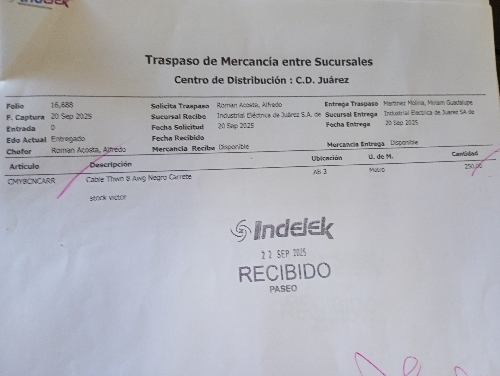 Indelek
Traspaso de Mercancía entre Sucursales
Centro de Distribución : C.D. Juárez
Folio 16,688 Solicita Traspaso Roman Acosta, Alfredo Entrega Traspaso Martinez Molina, Miriam Guadalupe
F. Captura 20 Sep 2025 Sucursal Recibe Industrial Eléctrica de Juárez S.A. de Sucursal Entrega Industrial Eléctrica de Juárez SA de
Entrada 0 Fecha Solicitud 20 Sep 2025 Fecha Entrega 20 Sep 2025
Edo Actual Entregado Fecha Recibido
Chofer Roman Acosta, Alfredo Mercancia Recibe Disponible Mercancia Entrega Disponible
Artículo Descripción Ubicación U. de M. Cantidad
CMYBCNCARR Cable Thwn 8 Awg Negro Carrete AB 3 Metro 250.00
stock victor
Indelek
22 SEP 2025
RECIBIDO
PASEO